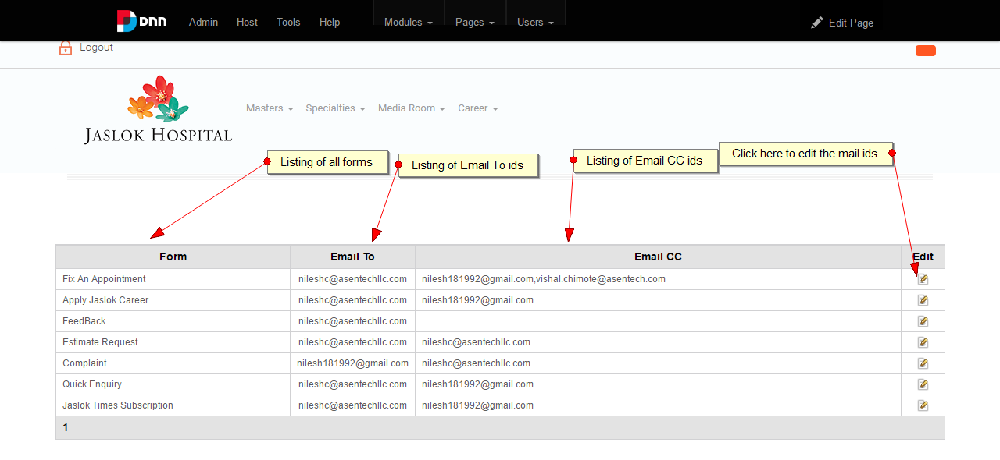 DNN Admin Host Tools Help Modules Pages Users Edit Page
Logout
Masters Specialties Media Room Career
JASLOK HOSPITAL
Listing of all forms Listing of Email To ids Listing of Email CC ids Click here to edit the mail ids
Form Email To Email CC Edit
Fix An Appointment nileshc@asentechllc.com nilesh181992@gmail.com,vishal.chimote@asentech.com
Apply Jaslok Career nileshc@asentechllc.com nilesh181992@gmail.com
FeedBack nileshc@asentechllc.com
Estimate Request nileshc@asentechllc.com nileshc@asentechllc.com
Complaint nilesh181992@gmail.com nileshc@asentechllc.com
Quick Enquiry nileshc@asentechllc.com nilesh181992@gmail.com
Jaslok Times Subscription nileshc@asentechllc.com nilesh181992@gmail.com
1